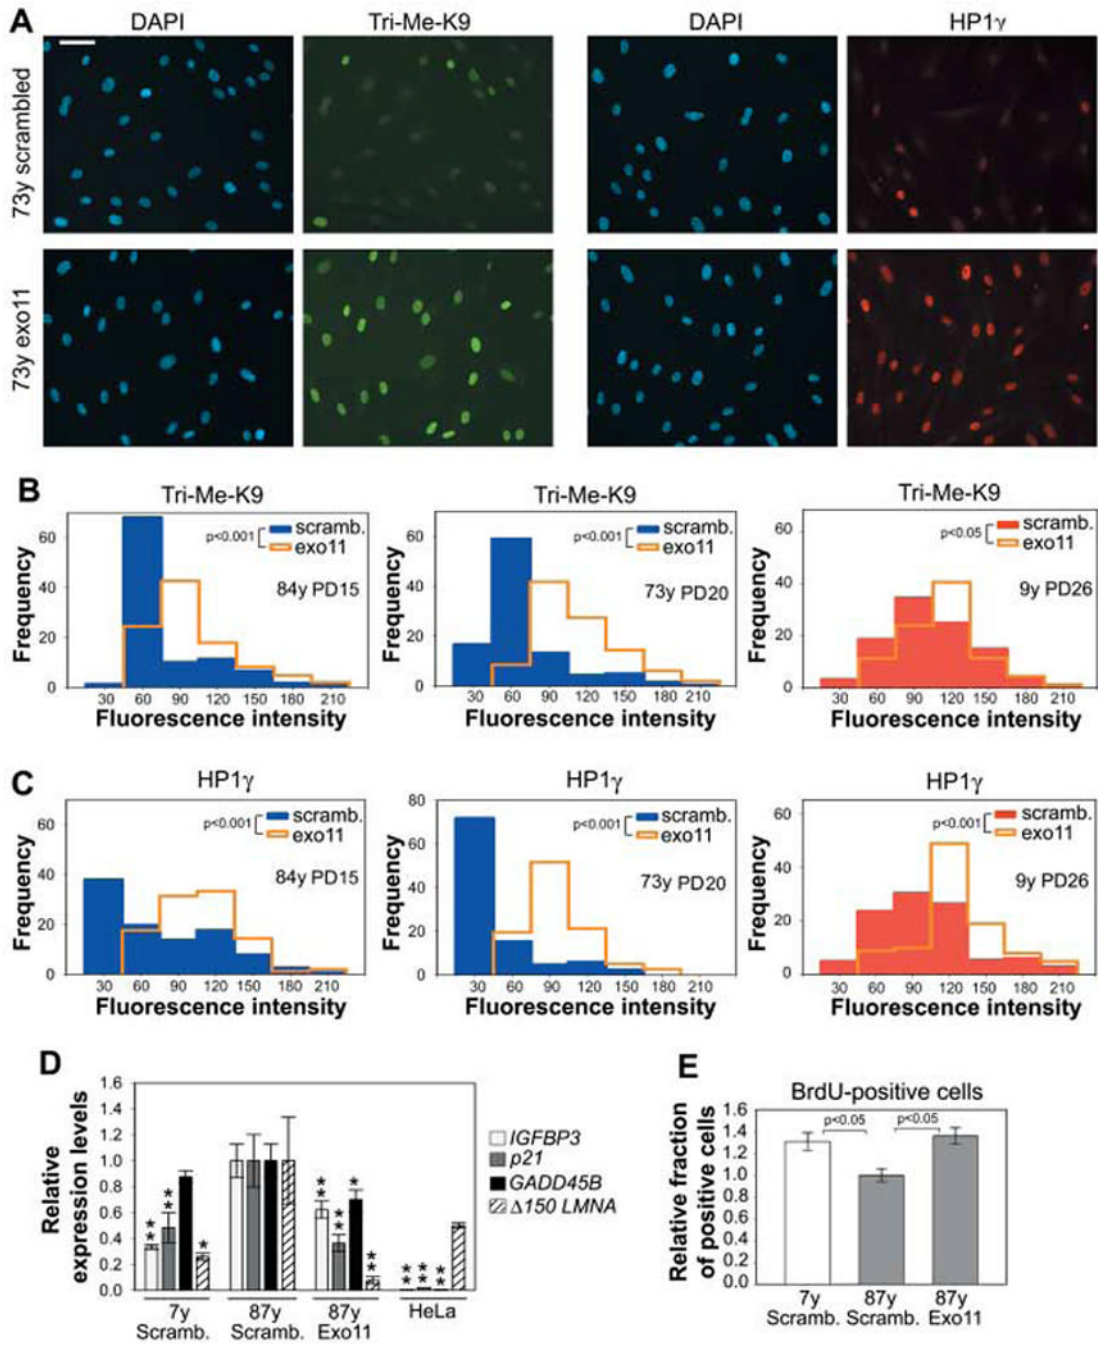 A
DAPI
Tri-Me-K9
DAPI
HP1γ
73y scrambled
73y exo11
B
Tri-Me-K9
Frequency
60
40
20
0
p<0.001
scramb.
exo11
84y PD15
30 60 90 120 150 180 210
Fluorescence intensity
Tri-Me-K9
Frequency
60
40
20
0
p<0.001
scramb.
exo11
73y PD20
30 60 90 120 150 180 210
Fluorescence intensity
Tri-Me-K9
Frequency
60
40
20
0
p<0.05
scramb.
exo11
9y PD26
30 60 90 120 150 180 210
Fluorescence intensity
C
HP1γ
Frequency
60
40
20
0
p<0.001
scramb.
exo11
84y PD15
30 60 90 120 150 180 210
Fluorescence intensity
HP1γ
Frequency
80
60
40
20
0
p<0.001
scramb.
exo11
73y PD20
30 60 90 120 150 180 210
Fluorescence intensity
HP1γ
Frequency
60
40
20
0
p<0.001
scramb.
exo11
9y PD26
30 60 90 120 150 180 210
Fluorescence intensity
D
Relative
expression levels
1.6
1.4
1.2
1.0
0.8
0.6
0.4
0.2
0.0
** ** *
** ** * **
** ** **
IGFBP3
p21
GADD45B
Δ150 LMNA
7y
Scramb.
87y
Scramb.
87y
Exo11
HeLa
E
BrdU-positive cells
Relative fraction
of positive cells
1.6
1.4
1.2
1.0
0.8
0.6
0.4
0.2
0.0
p<0.05
p<0.05
7y
Scramb.
87y
Scramb.
87y
Exo11